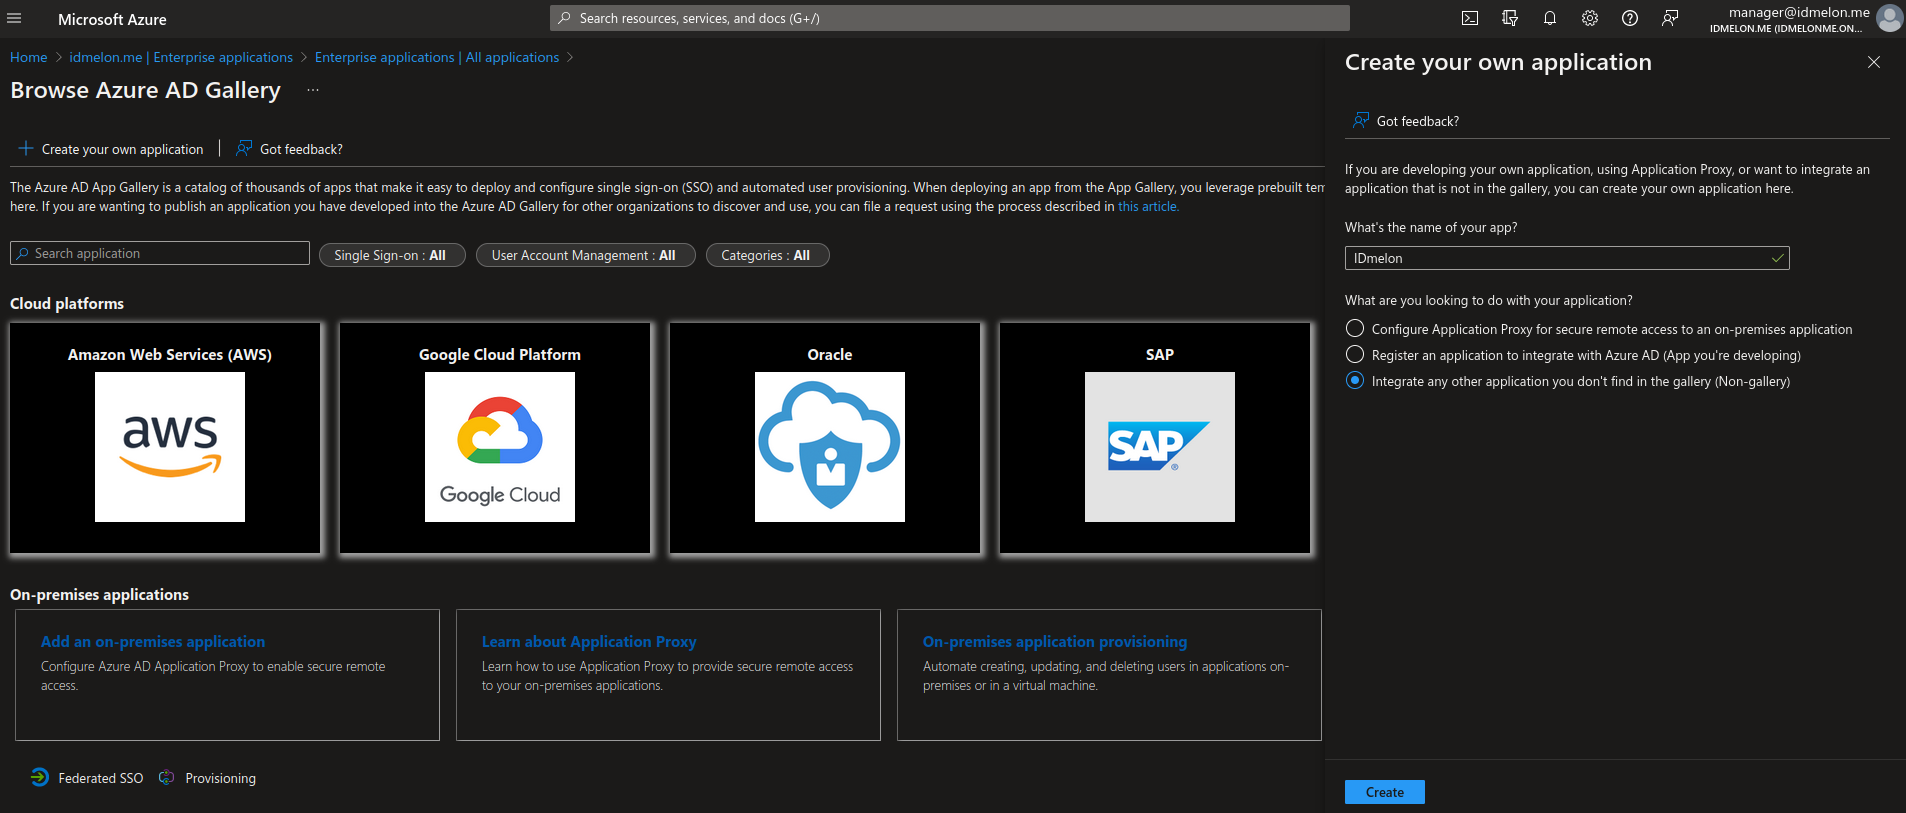 Microsoft Azure
Search resources, services, and docs (G+/)
manager@idmelon.me
IDMELON.ME (IDMELONME.ON...
Home > idmelon.me | Enterprise applications > Enterprise applications | All applications >
Browse Azure AD Gallery ...
Create your own application | Got feedback?
The Azure AD App Gallery is a catalog of thousands of apps that make it easy to deploy and configure single sign-on (SSO) and automated user provisioning. When deploying an app from the App Gallery, you leverage prebuilt tem
here. If you are wanting to publish an application you have developed into the Azure AD Gallery for other organizations to discover and use, you can file a request using the process described in this article.
Search application
Single Sign-on : All
User Account Management : All
Categories : All
Cloud platforms
Amazon Web Services (AWS)
aws
Google Cloud Platform
Google Cloud
Oracle
SAP
SAP®
On-premises applications
Add an on-premises application
Configure Azure AD Application Proxy to enable secure remote
access.
Learn about Application Proxy
Learn how to use Application Proxy to provide secure remote access
to your on-premises applications.
On-premises application provisioning
Automate creating, updating, and deleting users in applications on-
premises or in a virtual machine.
Federated SSO
Provisioning
Create your own application
Got feedback?
If you are developing your own application, using Application Proxy, or want to integrate an
application that is not in the gallery, you can create your own application here.
What's the name of your app?
IDmelon
What are you looking to do with your application?
Configure Application Proxy for secure remote access to an on-premises application
Register an application to integrate with Azure AD (App you're developing)
Integrate any other application you don't find in the gallery (Non-gallery)
Create